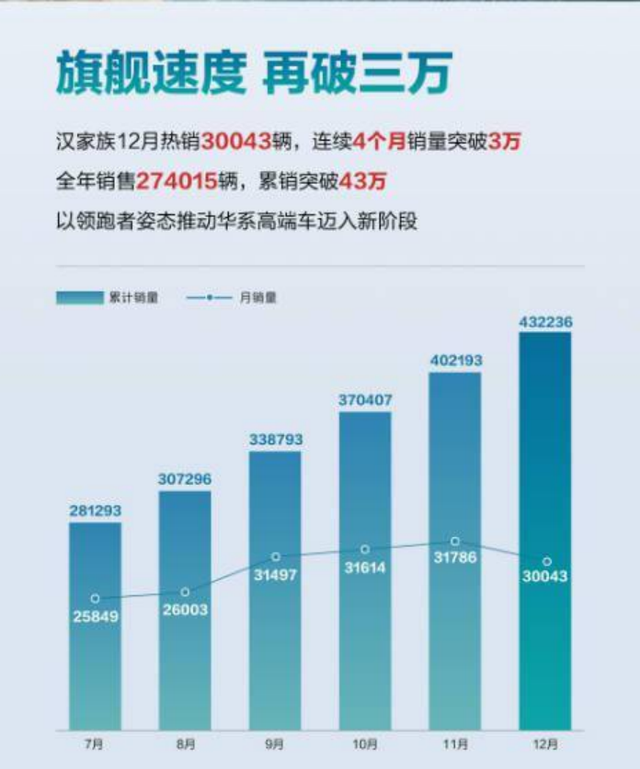 旗舰速度 再破三万
汉家族12月热销30043辆，连续4个月销量突破3万
全年销售274015辆，累销突破43万
以领跑者姿态推动华系高端车迈入新阶段
累计销量 月销量
432236
402193
370407
338793
307296
281293
31786
31614
31497
30043
26003
25849
7月 8月 9月 10月 11月 12月